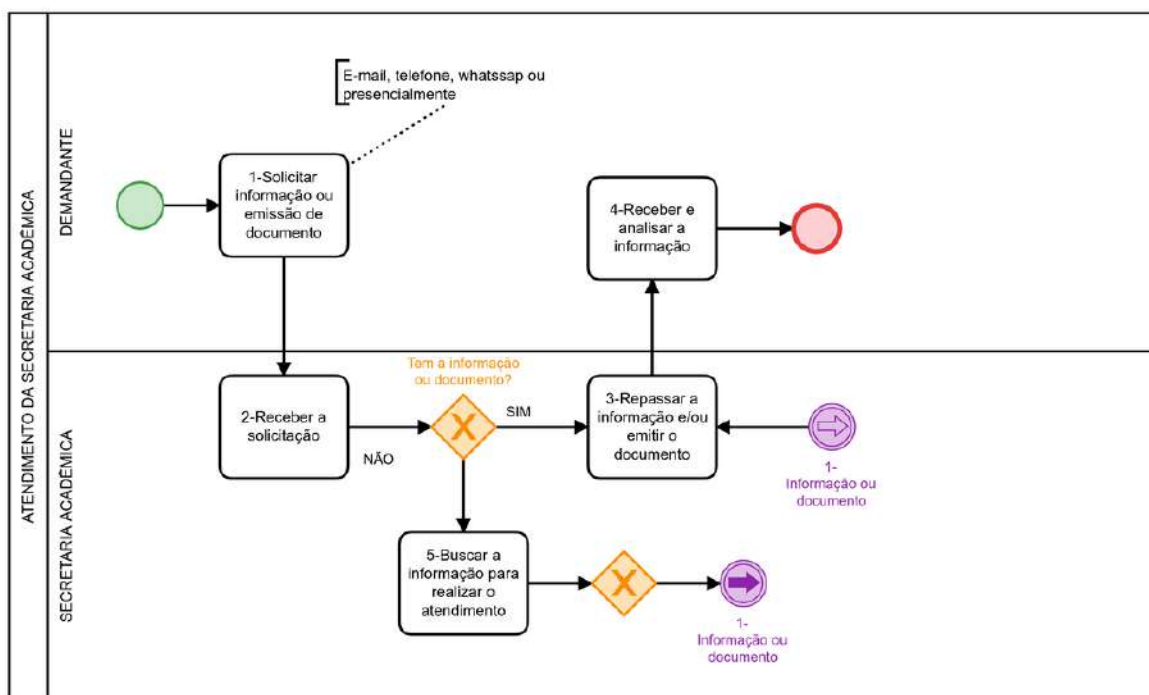 ATENDIMENTO DA SECRETARIA ACADÊMICA
DEMANDANTE
E-mail, telefone, whatssap ou
presencialmente
1-Solicitar
informação ou
emissão de
documento
4-Receber e
analisar a
informação
SECRETARIA ACADÊMICA
2-Receber a
solicitação
Tem a informação
ou documento?
SIM
NÃO
3-Repassar a
informação e/ou
emitir o
documento
1-
Informação ou
documento
5-Buscar a
informação para
realizar o
atendimento
1-
Informação ou
documento